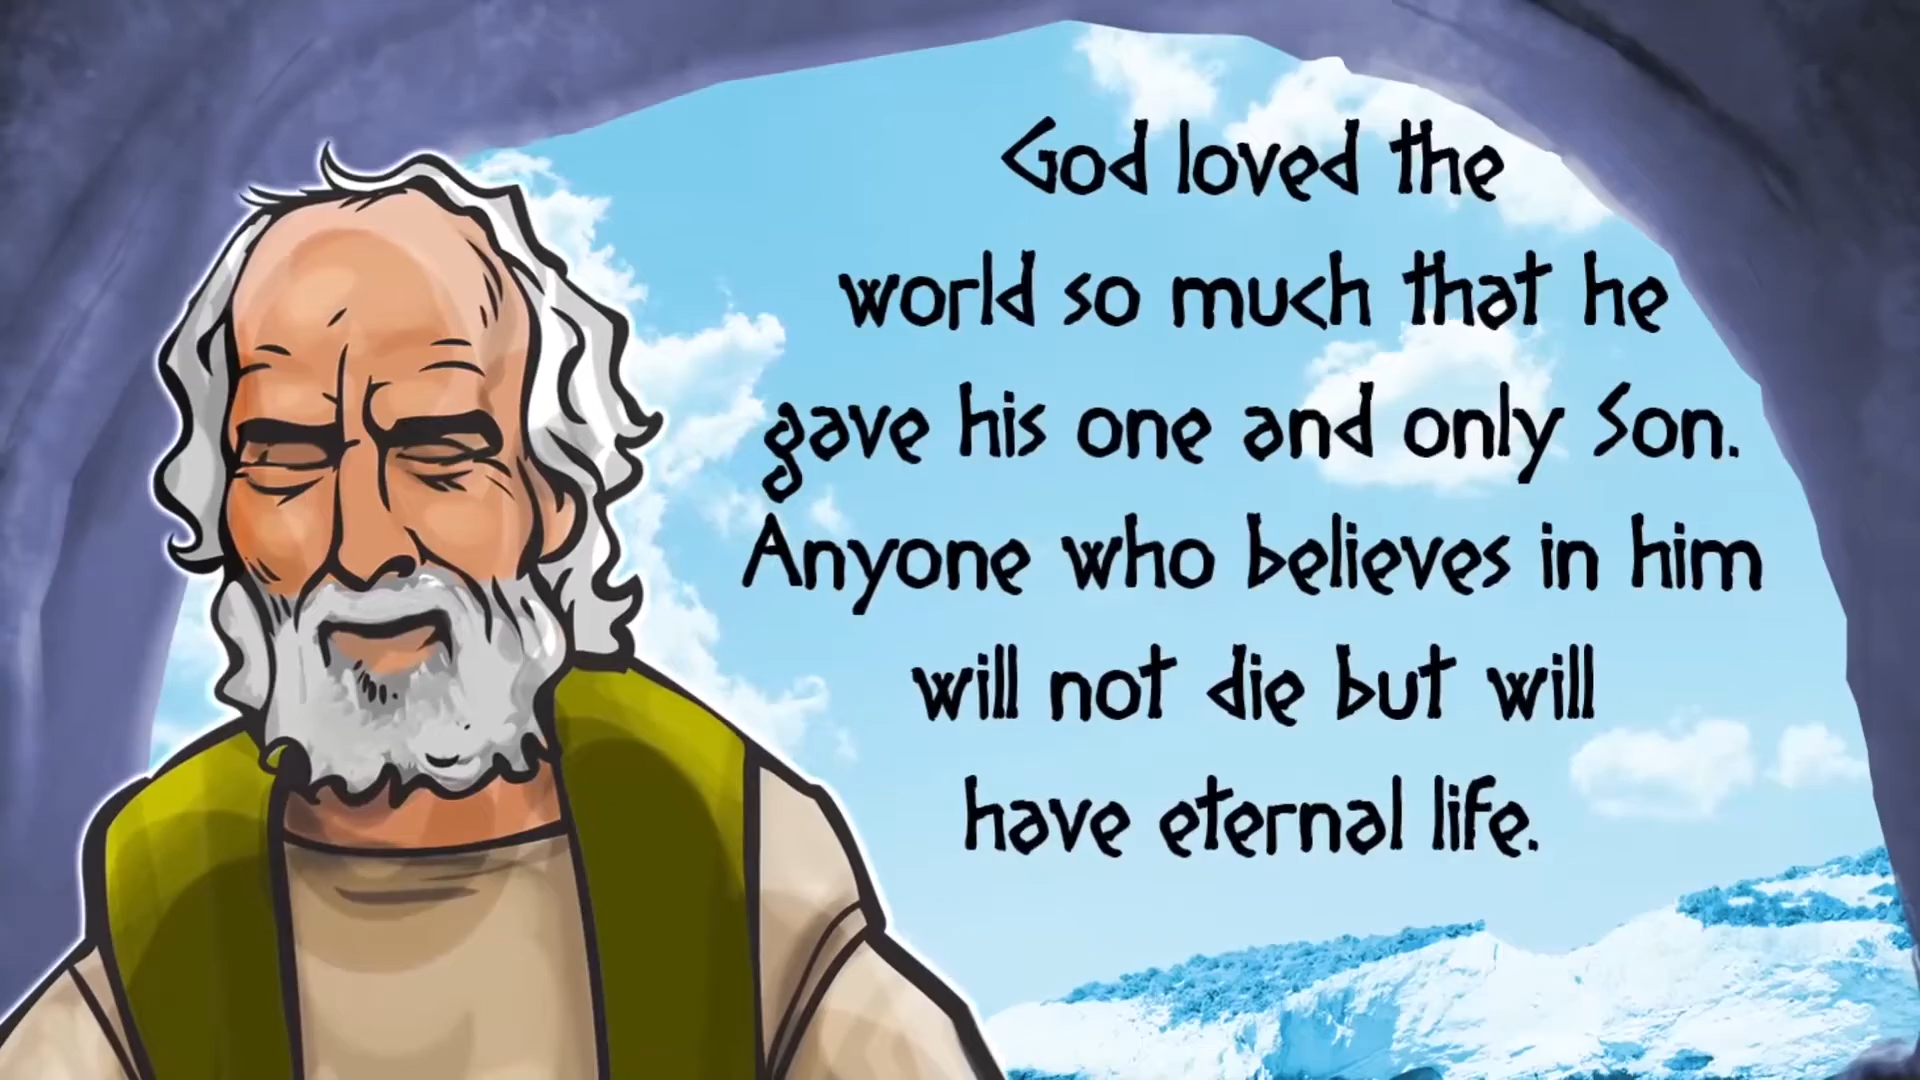 God loved the
world so much that he
gave his one and only Son.
Anyone who believes in him
will not die but will
have eternal life.